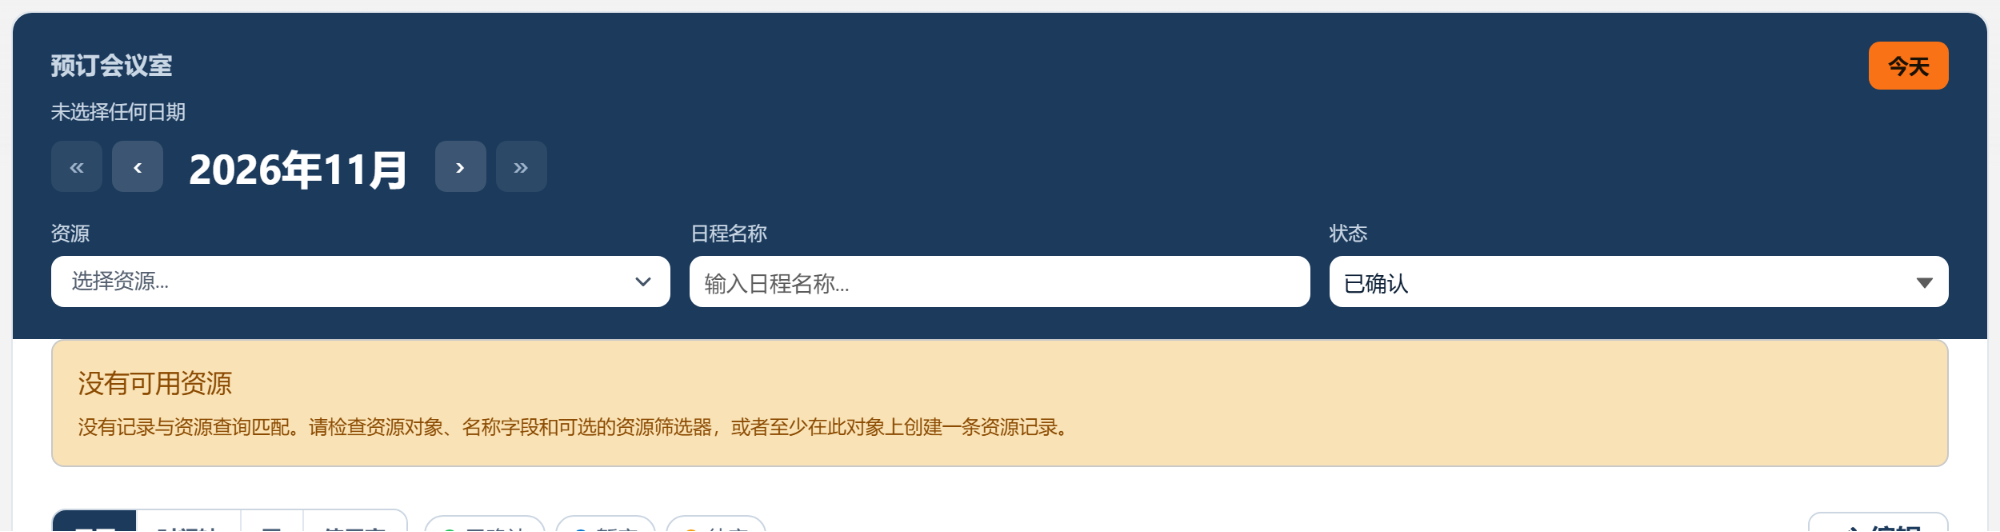 预订会议室
今天
未选择任何日期
« ‹ 2026年11月 › »
资源
日程名称
状态
选择资源...
输入日程名称...
已确认
没有可用资源
没有记录与资源查询匹配。请检查资源对象、名称字段和可选的资源筛选器，或者至少在此对象上创建一条资源记录。